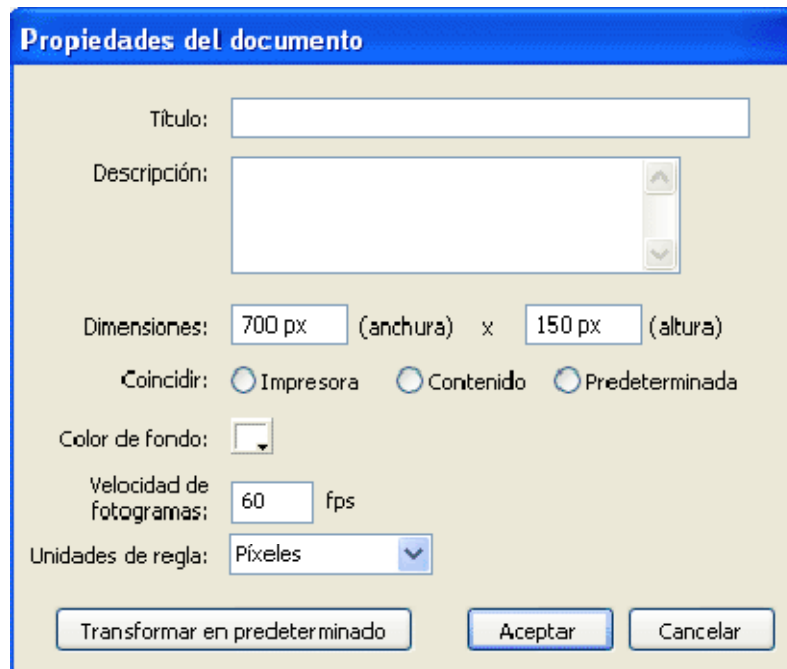 Propiedades del documento
Título:
Descripción:
Dimensiones: 700 px (anchura) x 150 px (altura)
Coincidir: Impresora Contenido Predeterminada
Color de fondo:
Velocidad de
fotogramas: 60 fps
Unidades de regla: Píxeles
Transformar en predeterminado Aceptar Cancelar